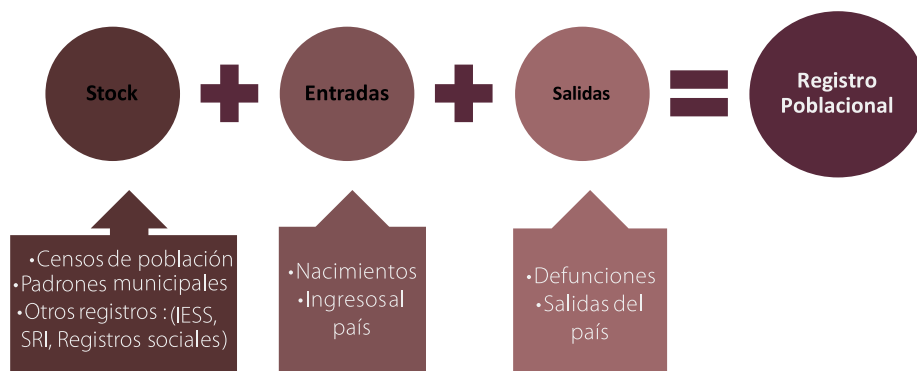 Stock
Entradas
Salidas
Registro
Poblacional
•Censos de población
•Padrones municipales
•Otros registros : (IESS,
SRI, Registros sociales)
•Nacimientos
•Ingresos al
país
•Defunciones
•Salidas del
país